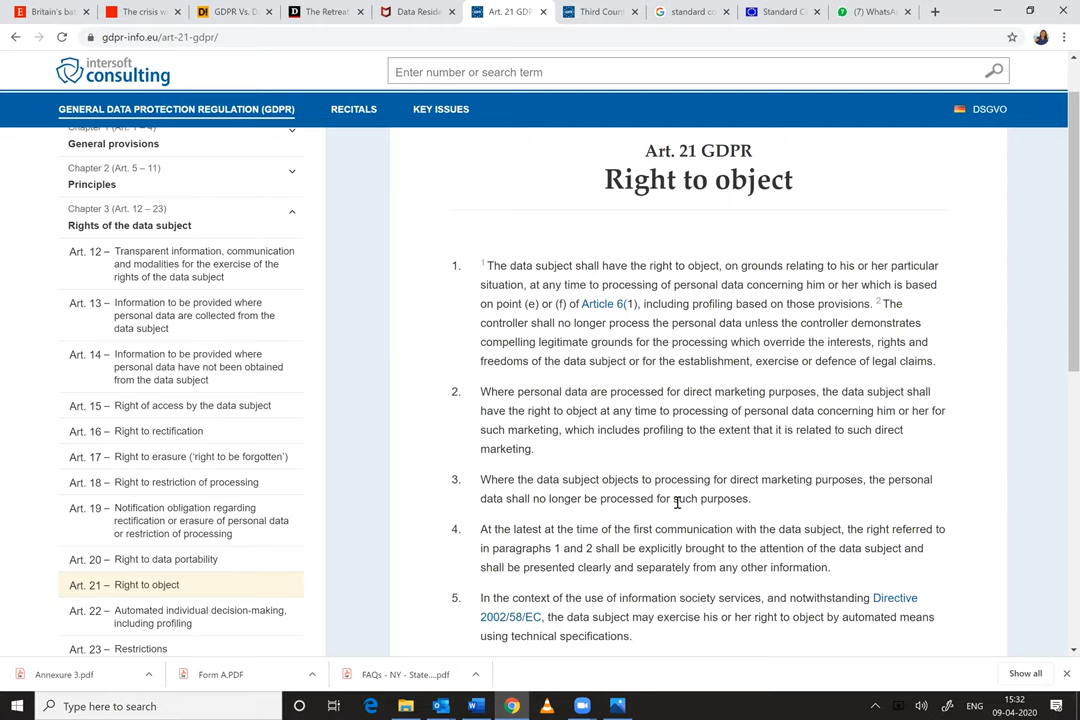 Britain's bat
The crisis w
GDPR Vs. D
The Retreat
Data Reside
Art. 21 GDP
Third Count
standard co
Standard C
(7) WhatsA
gdpr-info.eu/art-21-gdpr/
intersoft
consulting
Enter number or search term
GENERAL DATA PROTECTION REGULATION (GDPR)
RECITALS
KEY ISSUES
DSGVO
Chapter 1 (Art. 1 – 4)
General provisions
Chapter 2 (Art. 5 – 11)
Principles
Chapter 3 (Art. 12 – 23)
Rights of the data subject
Art. 12 – Transparent information, communication
and modalities for the exercise of the
rights of the data subject
Art. 13 – Information to be provided where
personal data are collected from the
data subject
Art. 14 – Information to be provided where
personal data have not been obtained
from the data subject
Art. 15 – Right of access by the data subject
Art. 16 – Right to rectification
Art. 17 – Right to erasure ('right to be forgotten')
Art. 18 – Right to restriction of processing
Art. 19 – Notification obligation regarding
rectification or erasure of personal data
or restriction of processing
Art. 20 – Right to data portability
Art. 21 – Right to object
Art. 22 – Automated individual decision-making,
including profiling
Art. 23 – Restrictions
Art. 21 GDPR
Right to object
1. 1 The data subject shall have the right to object, on grounds relating to his or her particular
situation, at any time to processing of personal data concerning him or her which is based
on point (e) or (f) of Article 6(1), including profiling based on those provisions. 2 The
controller shall no longer process the personal data unless the controller demonstrates
compelling legitimate grounds for the processing which override the interests, rights and
freedoms of the data subject or for the establishment, exercise or defence of legal claims.
2. Where personal data are processed for direct marketing purposes, the data subject shall
have the right to object at any time to processing of personal data concerning him or her for
such marketing, which includes profiling to the extent that it is related to such direct
marketing.
3. Where the data subject objects to processing for direct marketing purposes, the personal
data shall no longer be processed for such purposes.
4. At the latest at the time of the first communication with the data subject, the right referred to
in paragraphs 1 and 2 shall be explicitly brought to the attention of the data subject and
shall be presented clearly and separately from any other information.
5. In the context of the use of information society services, and notwithstanding Directive
2002/58/EC, the data subject may exercise his or her right to object by automated means
using technical specifications.
Annexure 3.pdf
Form A.PDF
FAQs - NY - State....pdf
Show all
Type here to search
ENG
15:32
09-04-2020